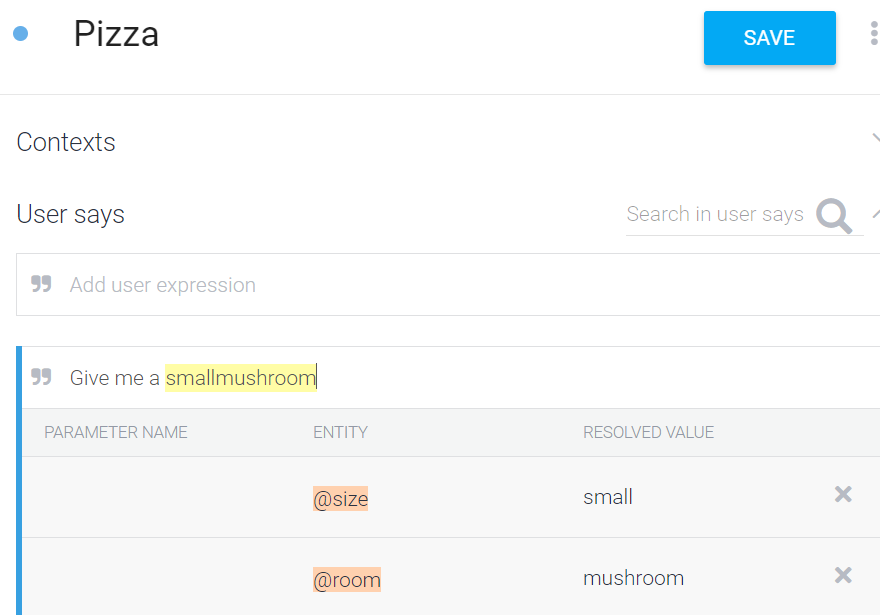 Pizza
SAVE
Contexts
User says
Search in user says
Add user expression
Give me a smallmushroom
PARAMETER NAME ENTITY RESOLVED VALUE
@size small
@room mushroom